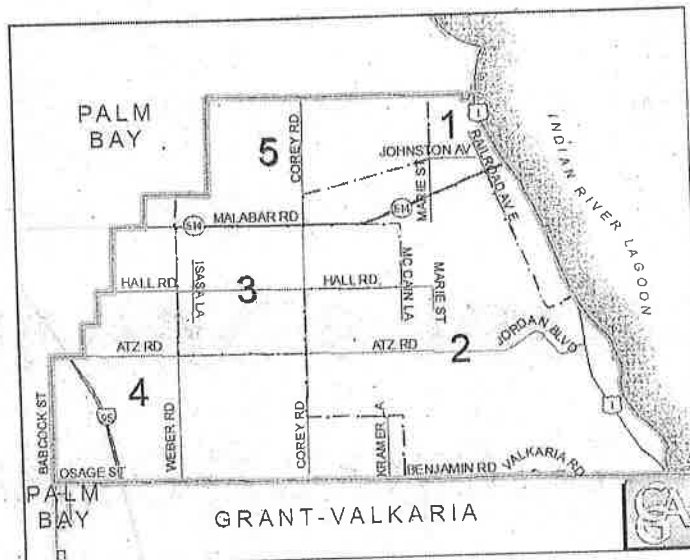 PALM
BAY
5
1
COREY RD
JOHNSTON AV
MARIE ST
1
RAILROAD AVE
INDIAN RIVER LAGOON
514
MALABAR RD
514
HALL RD
ISASA LA
3
HALL RD
MC CAIN LA
MARIE ST
ATZ RD
ATZ RD
2
JORDAN BLVD
BABCOCK ST
95
4
WEBER RD
COREY RD
KRAMER LA
1
OSAGE ST
BENJAMIN RD
VALKARIA RD
PALM
BAY
GRANT-VALKARIA